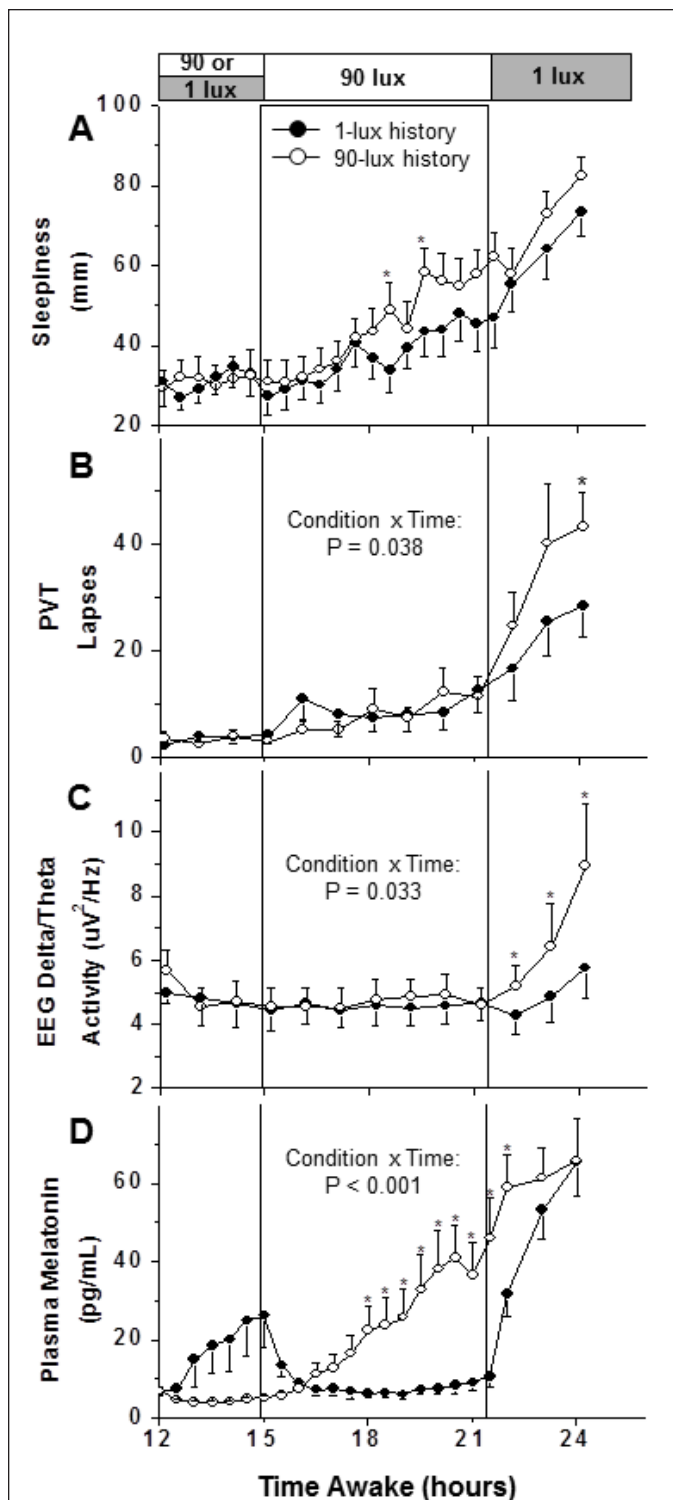 90 or
1 lux
90 lux
1 lux
A
100
80
60
40
20
Sleepiness
(mm)
1-lux history
90-lux history
*
*
B
40
20
0
PVT
Lapses
Condition x Time:
P = 0.038
*
C
10
8
6
4
2
EEG Delta/Theta
Activity (uV²/Hz)
Condition x Time:
P = 0.033
*
*
*
D
60
40
20
0
Plasma Melatonin
(pg/mL)
Condition x Time:
P < 0.001
* * * * * * * * *
12 15 18 21 24
Time Awake (hours)